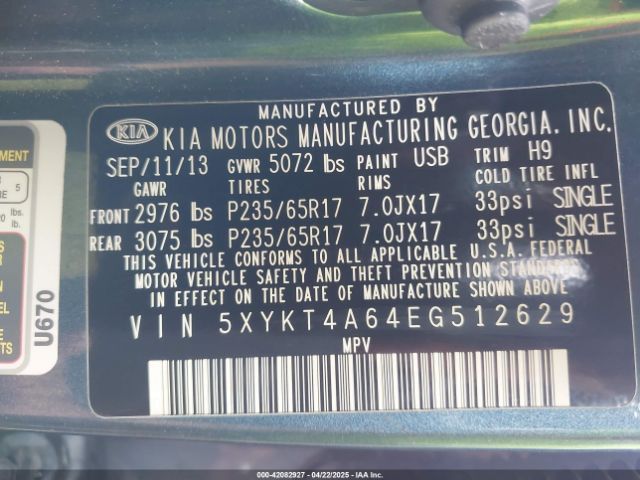 MANUFACTURED BY
KIA KIA MOTORS MANUFACTURING GEORGIA. INC.
SEP/11/13 GVWR 5072 lbs PAINT USB TRIM H9
GAWR TIRES RIMS COLD TIRE INFL
FRONT 2976 lbs P235/65R17 7.0JX17 33psi SINGLE
REAR 3075 lbs P235/65R17 7.0JX17 33psi SINGLE
THIS VEHICLE CONFORMS TO ALL APPLICABLE U.S.A. FEDERAL
MOTOR VEHICLE SAFETY AND THEFT PREVENTION STANDARDS
IN EFFECT ON THE DATE OF MANUFACTURE SHOWN ABOVE
VIN 5XYKT4A64EG512629
MPV
U670
5
lbs.
lb.
000-42082927 - 04/22/2025 - IAA Inc.